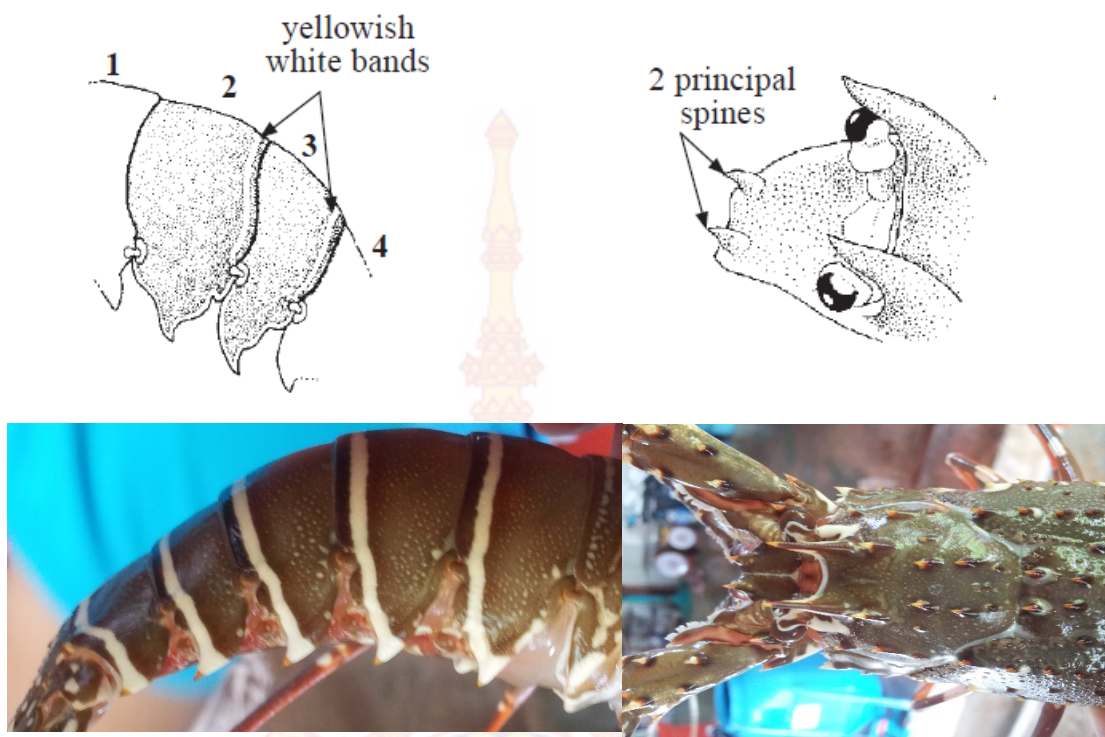 yellowish
white bands
1
2
3
4
2 principal
spines